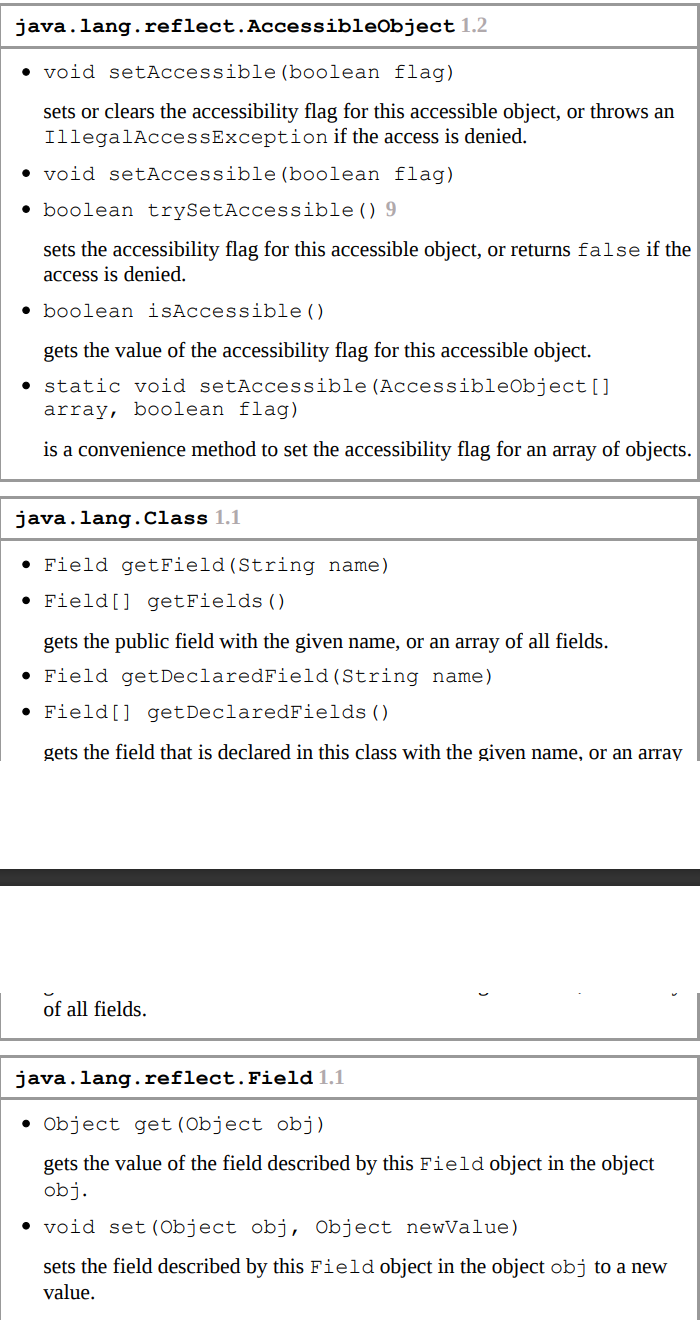 java.lang.reflect.AccessibleObject 1.2
• void setAccessible(boolean flag)
sets or clears the accessibility flag for this accessible object, or throws an
IllegalAccessException if the access is denied.
• void setAccessible(boolean flag)
• boolean trySetAccessible() 9
sets the accessibility flag for this accessible object, or returns false if the
access is denied.
• boolean isAccessible()
gets the value of the accessibility flag for this accessible object.
• static void setAccessible(AccessibleObject[]
array, boolean flag)
is a convenience method to set the accessibility flag for an array of objects.
java.lang.Class 1.1
• Field getField(String name)
• Field[] getFields()
gets the public field with the given name, or an array of all fields.
• Field getDeclaredField(String name)
• Field[] getDeclaredFields()
gets the field that is declared in this class with the given name, or an array
of all fields.
java.lang.reflect.Field 1.1
• Object get(Object obj)
gets the value of the field described by this Field object in the object
obj.
• void set(Object obj, Object newValue)
sets the field described by this Field object in the object obj to a new
value.